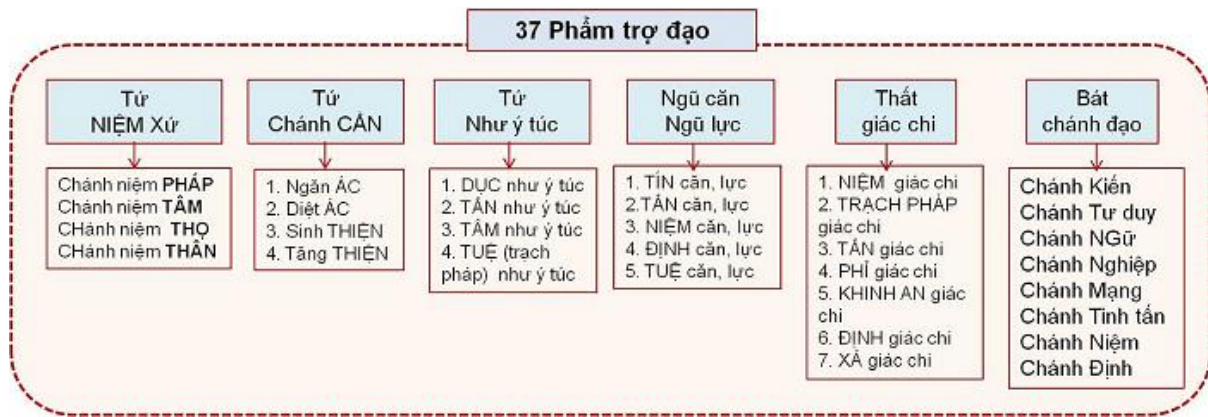 37 Phẩm trợ đạo
Tứ
NIỆM Xứ
Chánh niệm PHÁP
Chánh niệm TÂM
CHánh niệm THỌ
CHánh niệm THÂN
Tứ
Chánh CẦN
1. Ngăn ÁC
2. Diệt ÁC
3. Sinh THIỆN
4. Tăng THIỆN
Tứ
Như ý túc
1. DỤC như ý túc
2. TẤN như ý túc
3. TÂM như ý túc
4. TUỆ (trạch
pháp) như ý túc
Ngũ căn
Ngũ lực
1. TÍN căn, lực
2.TẤN căn, lực
3. NIỆM căn, lực
4. ĐỊNH căn, lực
5. TUỆ căn, lực
Thất
giác chi
1. NIỆM giác chi
2. TRẠCH PHÁP
giác chi
3. TẤN giác chi
4. PHỈ giác chi
5. KHINH AN giác
chi
6. ĐỊNH giác chi
7. XẢ giác chi
Bát
chánh đạo
Chánh Kiến
Chánh Tư duy
Chánh NGữ
Chánh Nghiệp
Chánh Mạng
Chánh Tinh tấn
Chánh Niệm
Chánh Định